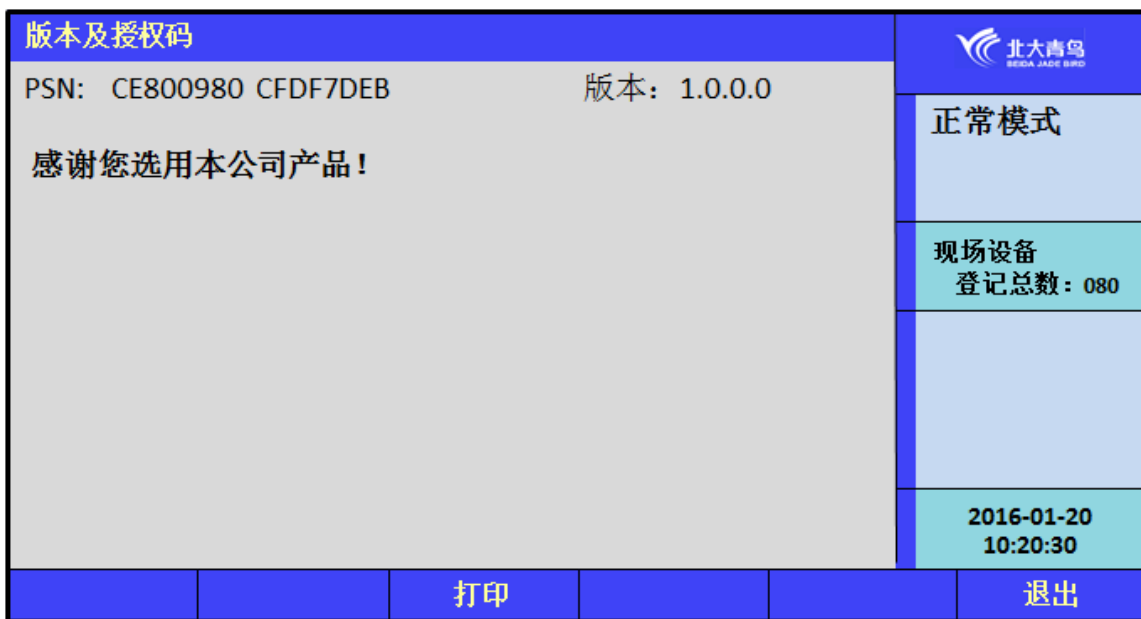 版本及授权码
北大青鸟
BEIDA JADE BIRD
PSN: CE800980 CFDF7DEB 版本: 1.0.0.0
正常模式
感谢您选用本公司产品!
现场设备
登记总数: 080
2016-01-20
10:20:30
打印 退出